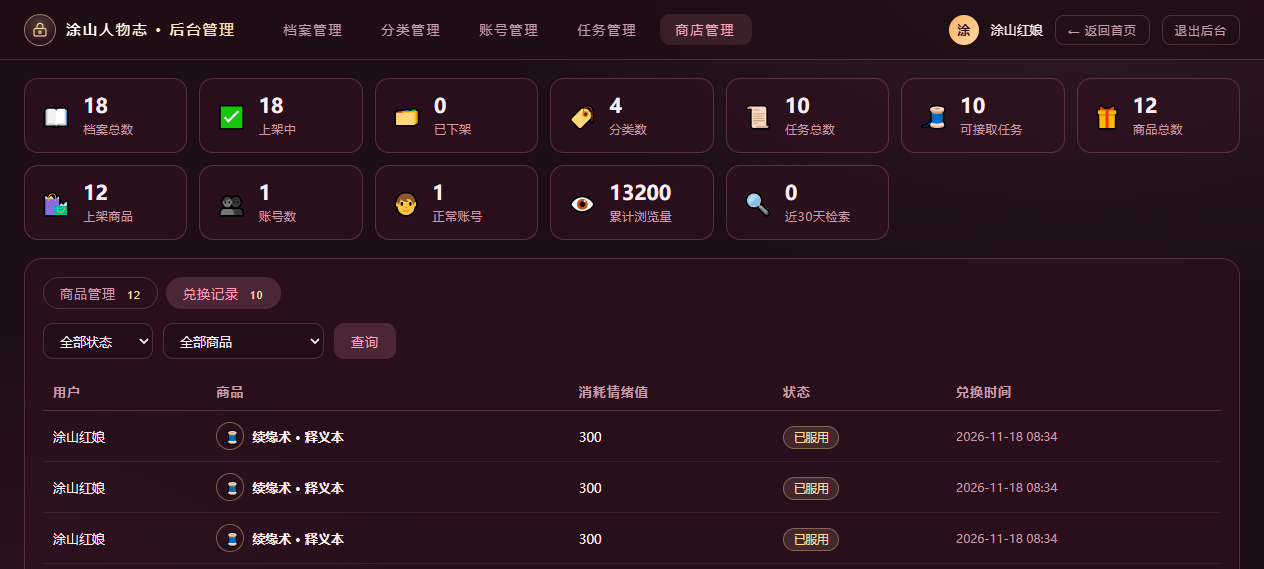 涂山人物志 • 后台管理 档案管理 分类管理 账号管理 任务管理 商店管理 涂 涂山红娘 ← 返回首页 退出后台
18 18 0 4 10 10 12
档案总数 上架中 已下架 分类数 任务总数 可接取任务 商品总数
12 1 1 13200 0
上架商品 账号数 正常账号 累计浏览量 近30天检索
商品管理 12 兑换记录 10
全部状态 全部商品 查询
用户 商品 消耗情绪值 状态 兑换时间
涂山红娘 续缘术 • 释义本 300 已服用 2026-11-18 08:34
涂山红娘 续缘术 • 释义本 300 已服用 2026-11-18 08:34
涂山红娘 续缘术 • 释义本 300 已服用 2026-11-18 08:34